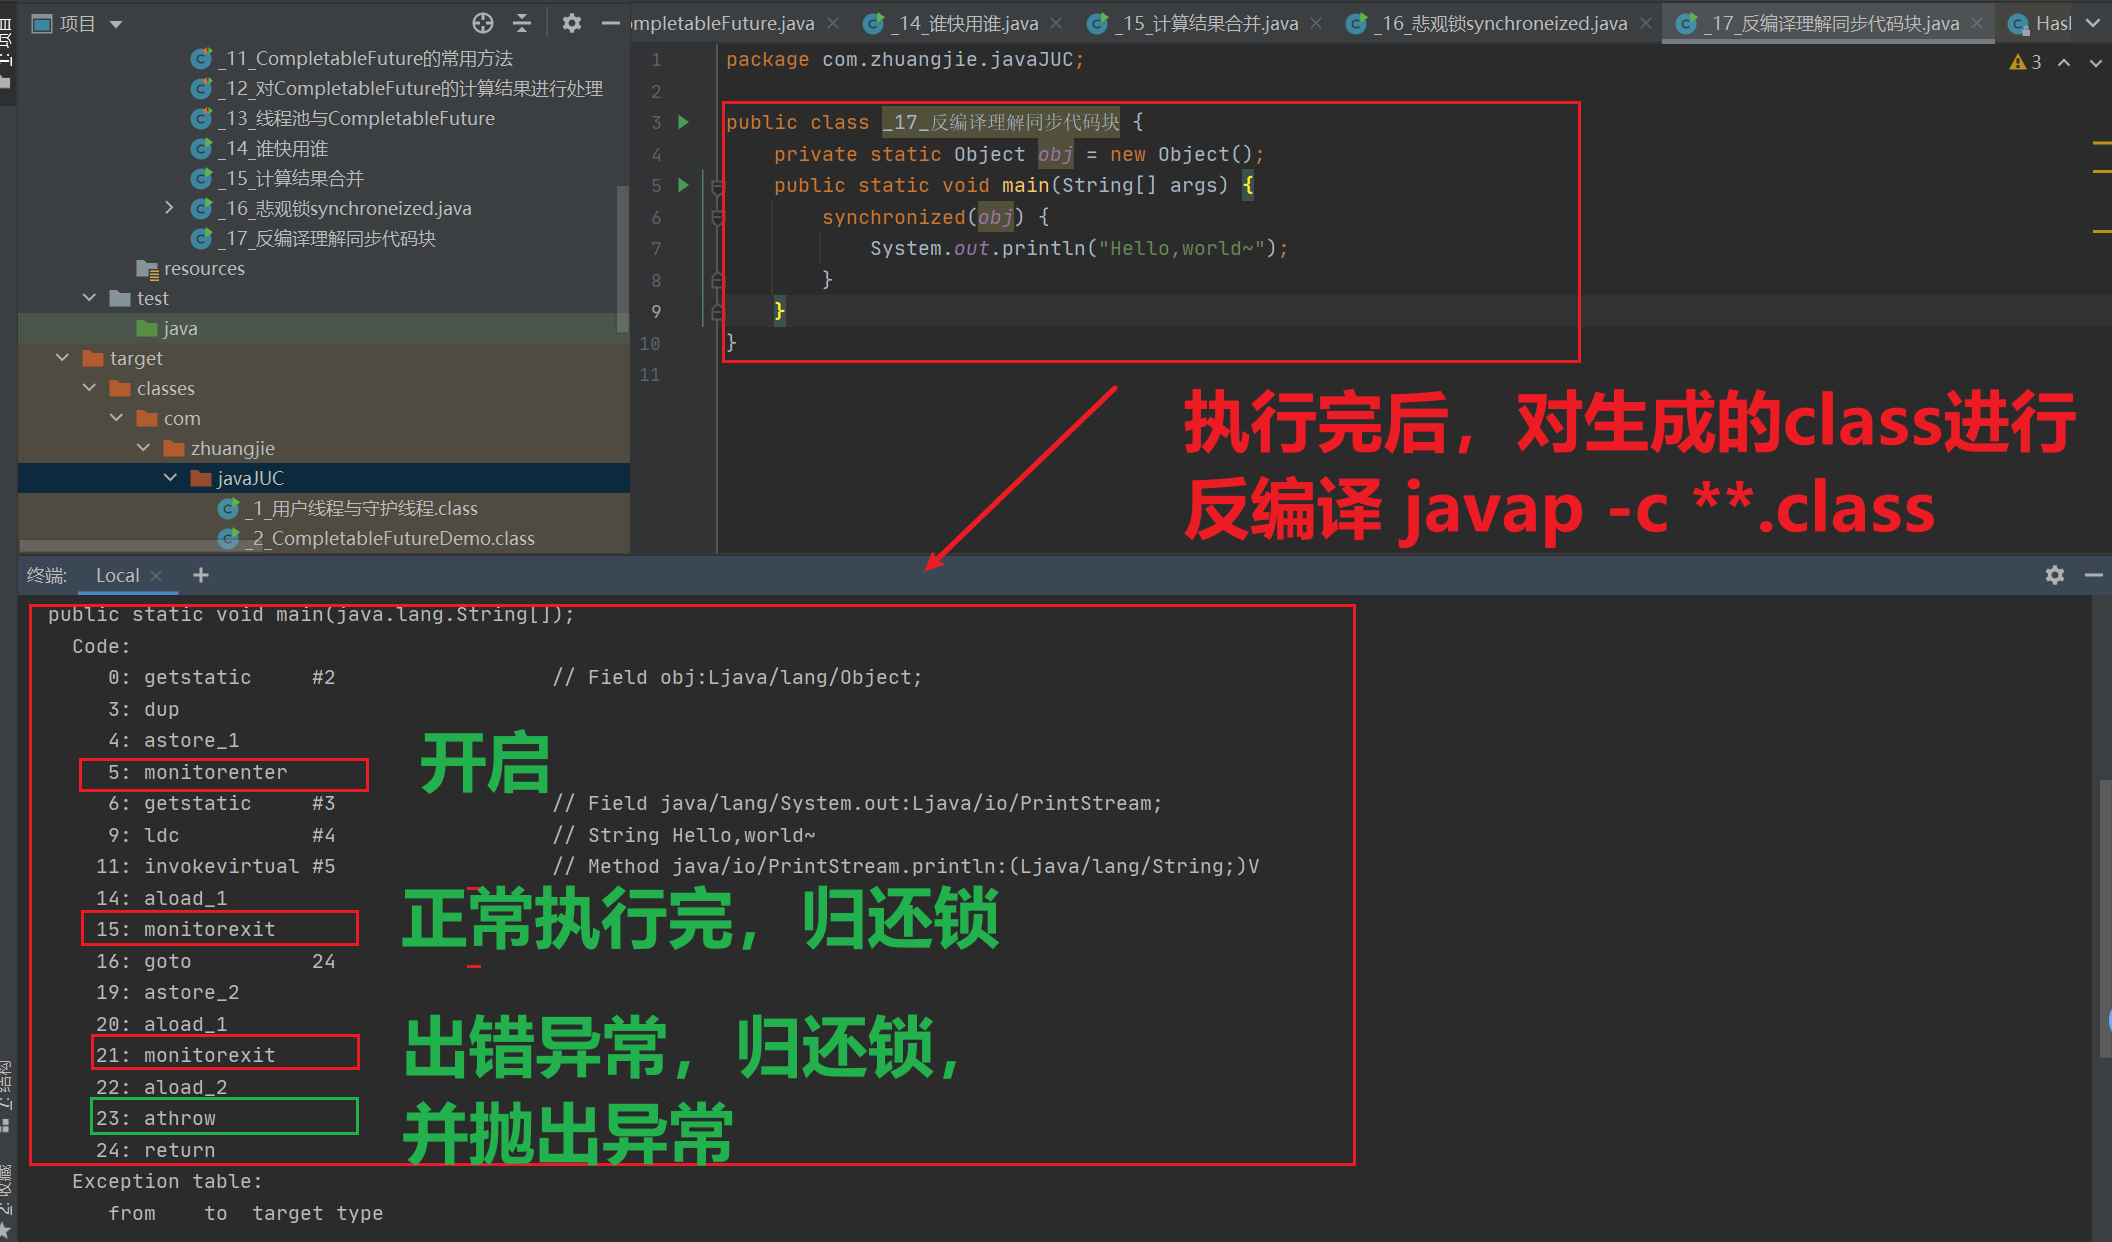 项目
mpletableFuture.java
_14_谁快用谁.java
_15_计算结果合并.java
_16_悲观锁synchroneized.java
_17_反编译理解同步代码块.java
Hasl
1: 项目
_11_CompletableFuture的常用方法
_12_对CompletableFuture的计算结果进行处理
_13_线程池与CompletableFuture
_14_谁快用谁
_15_计算结果合并
_16_悲观锁synchroneized.java
_17_反编译理解同步代码块
resources
test
java
target
classes
com
zhuangjie
javaJUC
_1_用户线程与守护线程.class
_2_CompletableFutureDemo.class
3
1 package com.zhuangjie.javaJUC;
2
3 public class _17_反编译理解同步代码块 {
4 private static Object obj = new Object();
5 public static void main(String[] args) {
6 synchronized(obj) {
7 System.out.println("Hello,world~");
8 }
9 }
10 }
11
执行完后，对生成的class进行
反编译 javap -c **.class
终端:
Local
public static void main(java.lang.String[]);
Code:
0: getstatic #2 // Field obj:Ljava/lang/Object;
3: dup
4: astore_1
5: monitorenter
开启
6: getstatic #3 // Field java/lang/System.out:Ljava/io/PrintStream;
9: ldc #4 // String Hello,world~
11: invokevirtual #5 // Method java/io/PrintStream.println:(Ljava/lang/String;)V
14: aload_1
15: monitorexit
正常执行完，归还锁
16: goto 24
19: astore_2
20: aload_1
21: monitorexit
出错异常，归还锁，
22: aload_2
23: athrow
并抛出异常
24: return
Exception table:
from to target type
7: 结构
2: 收藏